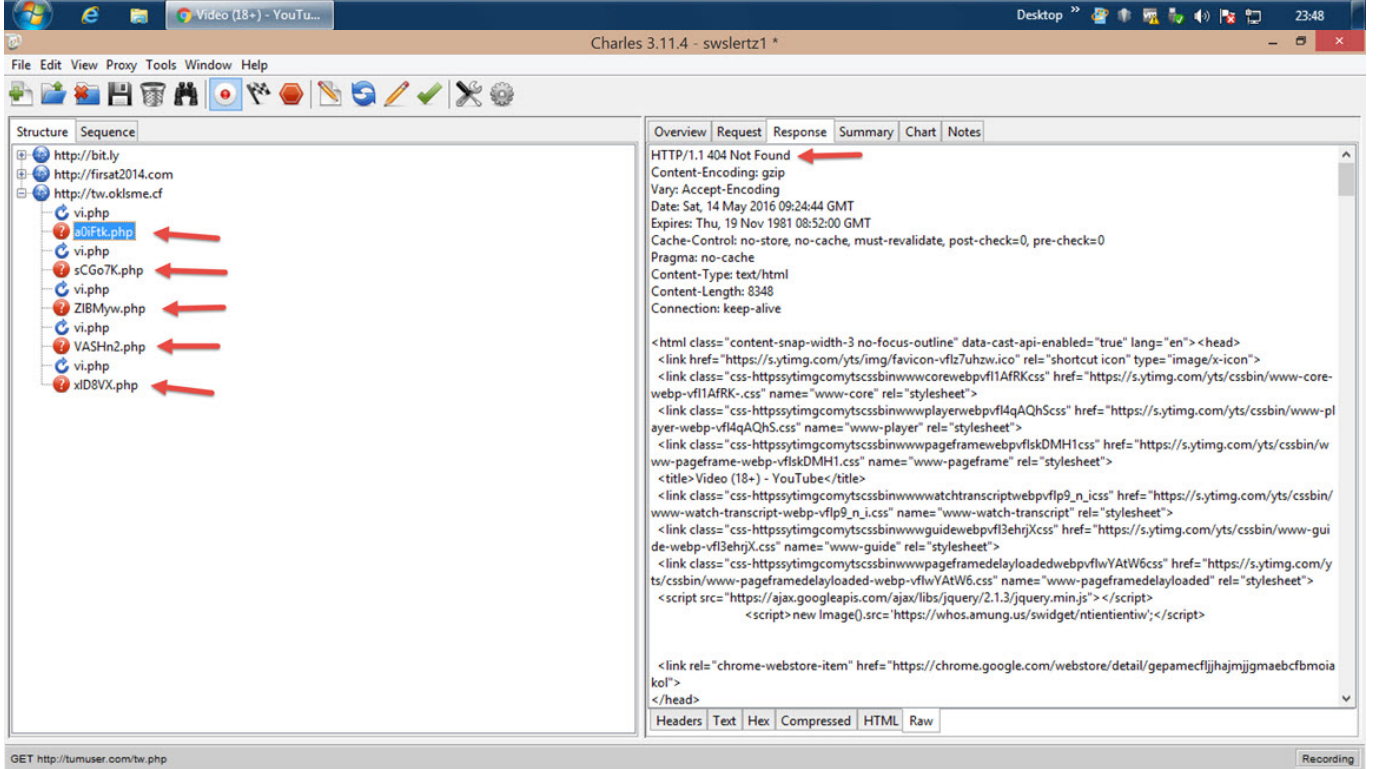 Video (18+) - YouTu...
Desktop »
23:48
Charles 3.11.4 - swslertz1 *
File Edit View Proxy Tools Window Help
Structure Sequence
http://bit.ly
http://firsat2014.com
http://tw.oklsme.cf
vi.php
a0iFtk.php
vi.php
sCGo7K.php
vi.php
ZIBMyw.php
vi.php
VASHn2.php
vi.php
xlD8VX.php
Overview Request Response Summary Chart Notes
HTTP/1.1 404 Not Found
Content-Encoding: gzip
Vary: Accept-Encoding
Date: Sat, 14 May 2016 09:24:44 GMT
Expires: Thu, 19 Nov 1981 08:52:00 GMT
Cache-Control: no-store, no-cache, must-revalidate, post-check=0, pre-check=0
Pragma: no-cache
Content-Type: text/html
Content-Length: 8348
Connection: keep-alive
<html class="content-snap-width-3 no-focus-outline" data-cast-api-enabled="true" lang="en"><head>
<link href="https://s.ytimg.com/yts/img/favicon-vflz7uhzw.ico" rel="shortcut icon" type="image/x-icon">
<link class="css-httpssytimgcomytscssbinwwwcorewebpvfl1AfRKcss" href="https://s.ytimg.com/yts/cssbin/www-core-
webp-vfl1AfRK-.css" name="www-core" rel="stylesheet">
<link class="css-httpssytimgcomytscssbinwwwplayerwebpvfl4qAQhScss" href="https://s.ytimg.com/yts/cssbin/www-pl
ayer-webp-vfl4qAQhS.css" name="www-player" rel="stylesheet">
<link class="css-httpssytimgcomytscssbinwwwpageframewebpvflskDMH1css" href="https://s.ytimg.com/yts/cssbin/w
ww-pageframe-webp-vflskDMH1.css" name="www-pageframe" rel="stylesheet">
<title>Video (18+) - YouTube</title>
<link class="css-httpssytimgcomytscssbinwwwwatchtranscriptwebpvflp9_n_icss" href="https://s.ytimg.com/yts/cssbin/
www-watch-transcript-webp-vflp9_n_i.css" name="www-watch-transcript" rel="stylesheet">
<link class="css-httpssytimgcomytscssbinwwwguidewebpvfl3ehrjXcss" href="https://s.ytimg.com/yts/cssbin/www-gui
de-webp-vfl3ehrjX.css" name="www-guide" rel="stylesheet">
<link class="css-httpssytimgcomytscssbinwwwpageframedelayloadedwebpvflwYAtW6css" href="https://s.ytimg.com/y
ts/cssbin/www-pageframedelayloaded-webp-vflwYAtW6.css" name="www-pageframedelayloaded" rel="stylesheet">
<script src="https://ajax.googleapis.com/ajax/libs/jquery/2.1.3/jquery.min.js"></script>
<script>new Image().src='https://whos.amung.us/swidget/ntientientiw';</script>
<link rel="chrome-webstore-item" href="https://chrome.google.com/webstore/detail/gepamecfljjhajmjjgmaebcfbmoia
kol">
</head>
Headers Text Hex Compressed HTML Raw
GET http://tumuser.com/tw.php
Recording